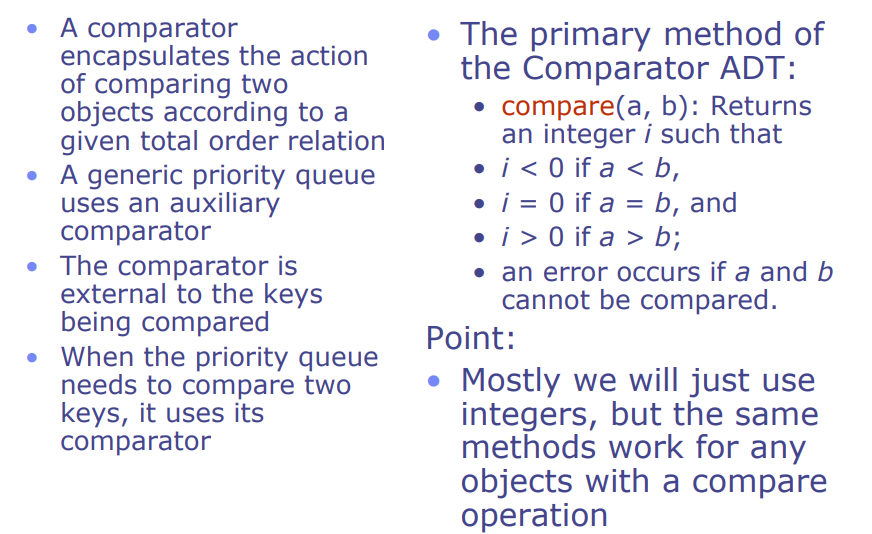 • A comparator
encapsulates the action
of comparing two
objects according to a
given total order relation
• A generic priority queue
uses an auxiliary
comparator
• The comparator is
external to the keys
being compared
• When the priority queue
needs to compare two
keys, it uses its
comparator
• The primary method of
the Comparator ADT:
• compare(a, b): Returns
an integer i such that
• i < 0 if a < b,
• i = 0 if a = b, and
• i > 0 if a > b;
• an error occurs if a and b
cannot be compared.
Point:
• Mostly we will just use
integers, but the same
methods work for any
objects with a compare
operation